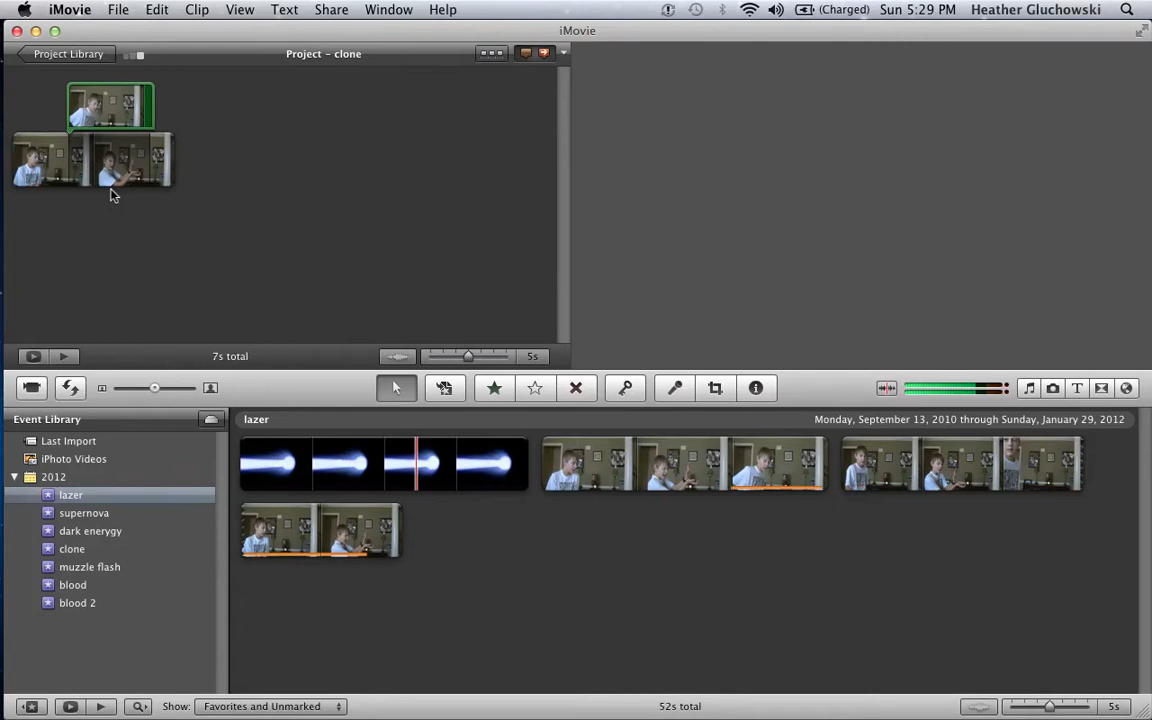 iMovie File Edit Clip View Text Share Window Help (Charged) Sun 5:29 PM Heather Gluchowski
iMovie
Project Library Project – clone
7s total 5s
Event Library lazer Monday, September 13, 2010 through Sunday, January 29, 2012
Last Import
iPhoto Videos
2012
lazer
supernova
dark enerygy
clone
muzzle flash
blood
blood 2
Show: Favorites and Unmarked 52s total 5s